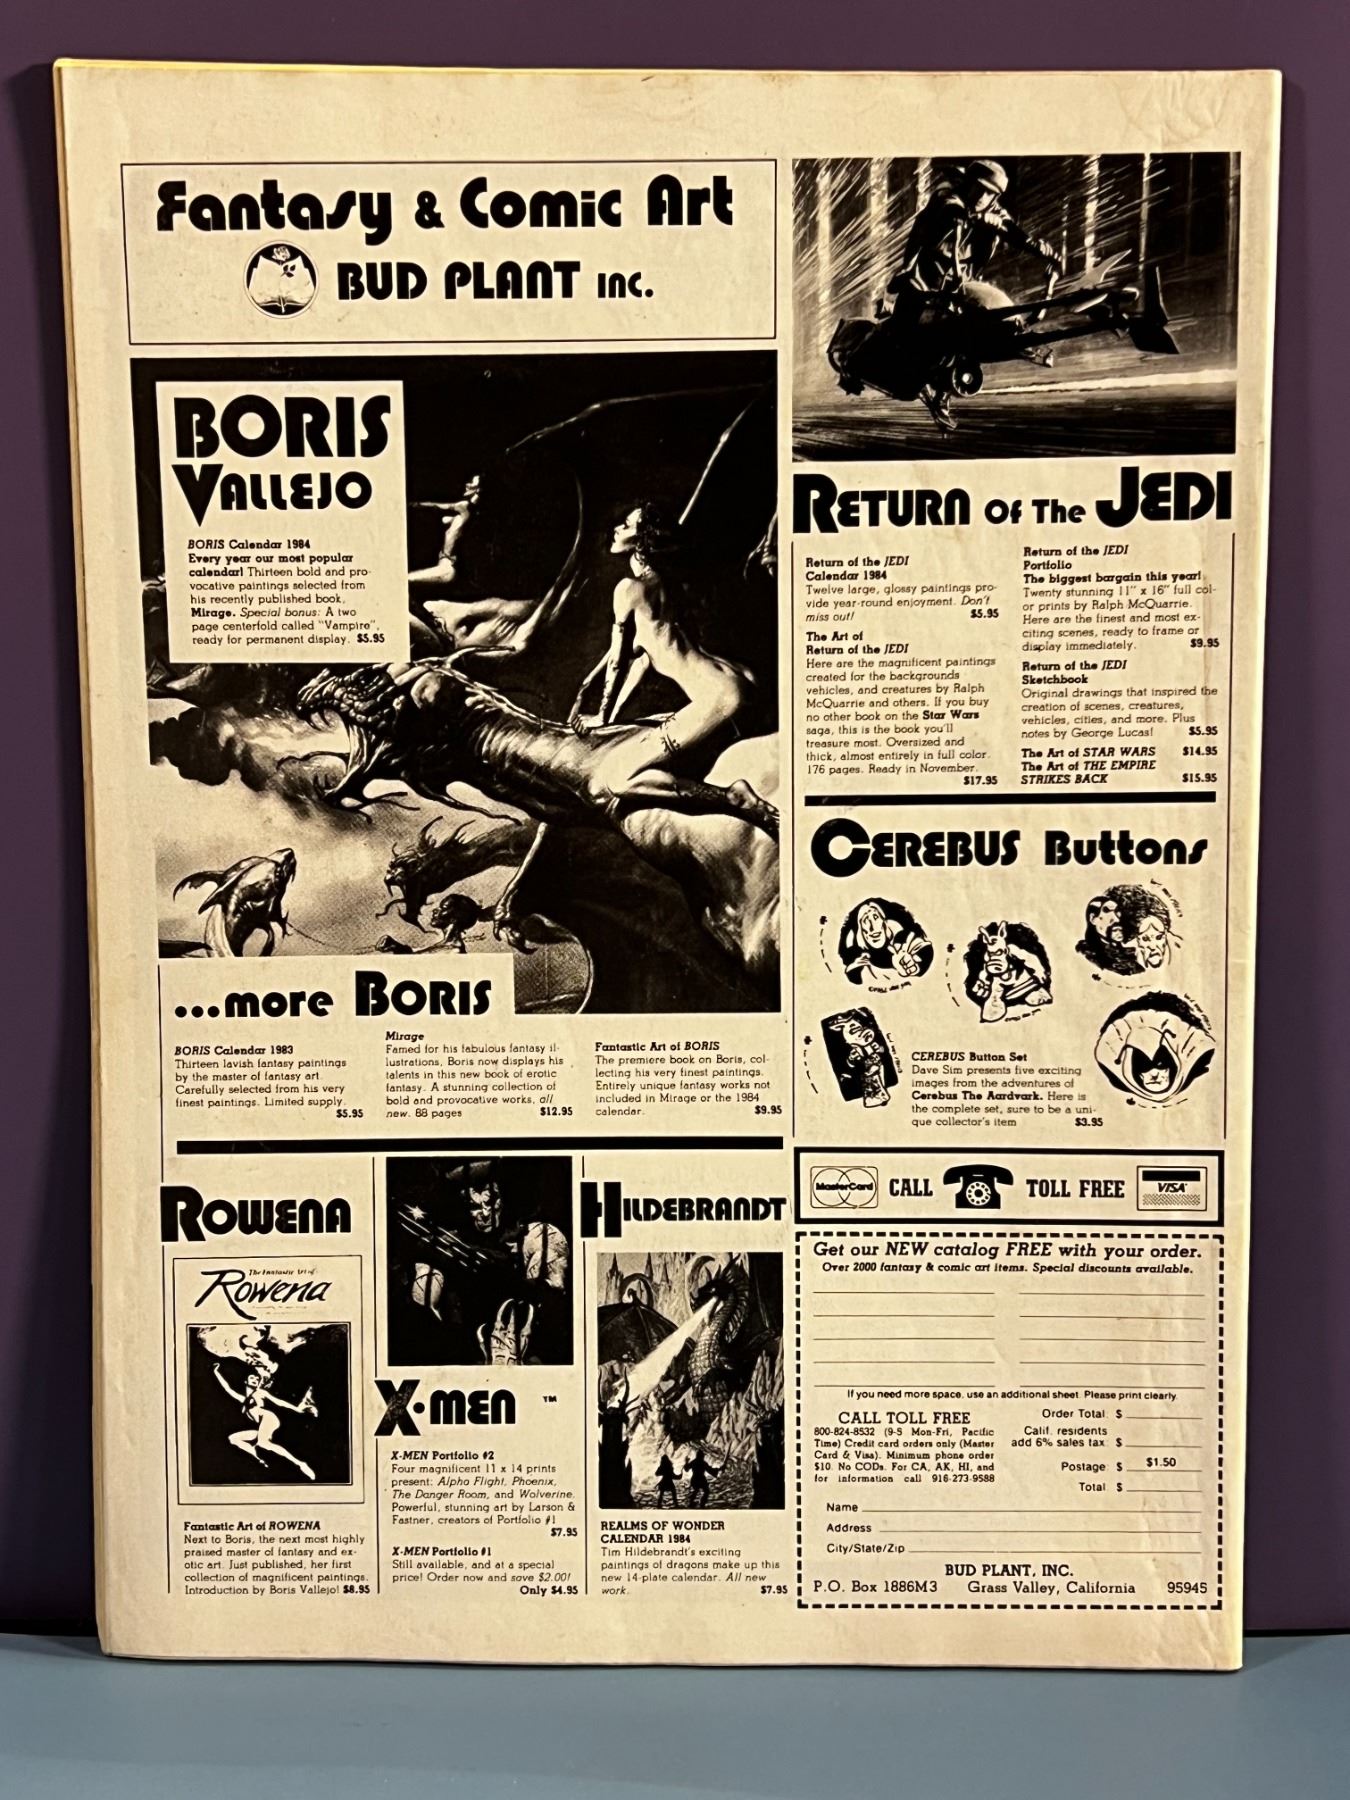 Fantasy & Comic Art
BUD PLANT INC.
BORIS
VALLEJO
BORIS Calendar 1984
Every year our most popular
calendar! Thirteen bold and pro-
vocative paintings selected from
his recently published book,
Mirage. Special bonus: A two
page centerfold called "Vampire",
ready for permanent display. $5.95
...more BORIS
BORIS Calendar 1983
Thirteen lavish fantasy paintings
by the master of fantasy art.
Carefully selected from his very
finest paintings. Limited supply.
$5.95
Mirage
Famed for his fabulous fantasy il-
lustrations, Boris now displays his
talents in this new book of erotic
fantasy. A stunning collection of
bold and provocative works, all
new. 88 pages $12.95
Fantastic Art of BORIS
The premiere book on Boris, col-
lecting his very finest paintings.
Entirely unique fantasy works not
included in Mirage or the 1984
calendar. $9.95
ROWENA
The Fantastic Art of
Rowena
Fantastic Art of ROWENA
Next to Boris, the next most highly
praised master of fantasy and ex-
otic art. Just published, her first
collection of magnificent paintings.
Introduction by Boris Vallejo! $8.95
X-MEN ™
X-MEN Portfolio #2
Four magnificent 11 x 14 prints
present: Alpha Flight, Phoenix,
The Danger Room, and Wolverine.
Powerful, stunning art by Larson &
Fastner, creators of Portfolio #1
$7.95
X-MEN Portfolio #1
Still available, and at a special
price! Order now and save $2.00!
Only $4.95
HILDEBRANDT
REALMS OF WONDER
CALENDAR 1984
Tim Hildebrandt's exciting
paintings of dragons make up this
new 14-plate calendar. All new
work. $7.95
RETURN OF THE JEDI
Return of the JEDI
Calendar 1984
Twelve large, glossy paintings pro-
vide year-round enjoyment. Don't
miss out! $5.95
The Art of
Return of the JEDI
Here are the magnificent paintings
created for the backgrounds
vehicles, and creatures by Ralph
McQuarrie and others. If you buy
no other book on the Star Wars
saga, this is the book you'll
treasure most. Oversized and
thick, almost entirely in full color.
176 pages. Ready in November.
$17.95
Return of the JEDI
Portfolio
The biggest bargain this year!
Twenty stunning 11" x 16" full col-
or prints by Ralph McQuarrie.
Here are the finest and most ex-
citing scenes, ready to frame or
display immediately. $9.95
Return of the JEDI
Sketchbook
Original drawings that inspired the
creation of scenes, creatures,
vehicles, cities, and more. Plus
notes by George Lucas! $5.95
The Art of STAR WARS $14.95
The Art of THE EMPIRE
STRIKES BACK $15.95
CEREBUS Buttons
CEREBUS Button Set
Dave Sim presents five exciting
images from the adventures of
Cerebus The Aardvark. Here is
the complete set, sure to be a uni-
que collector's item $3.95
MasterCard CALL TOLL FREE VISA
Get our NEW catalog FREE with your order.
Over 2000 fantasy & comic art items. Special discounts available.
If you need more space, use an additional sheet. Please print clearly.
CALL TOLL FREE
800-824-8532 (9-5 Mon-Fri, Pacific
Time) Credit card orders only (Master
Card & Visa). Minimum phone order
$10. No CODs. For CA, AK, HI, and
for information call 916-273-9588
Order Total $
Calif. residents
add 6% sales tax $
Postage $ $1.50
Total $
Name
Address
City/State/Zip
BUD PLANT, INC.
P.O. Box 1886M3 Grass Valley, California 95945